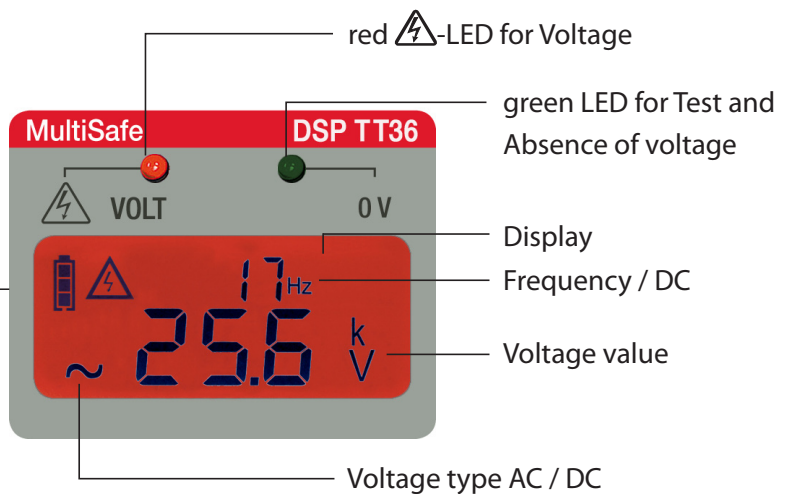 red -LED for Voltage
green LED for Test and
Absence of voltage
MultiSafe DSP TT36
VOLT 0 V
Display
17 Hz
Frequency / DC
~ 25.6 kV
Voltage value
Voltage type AC / DC